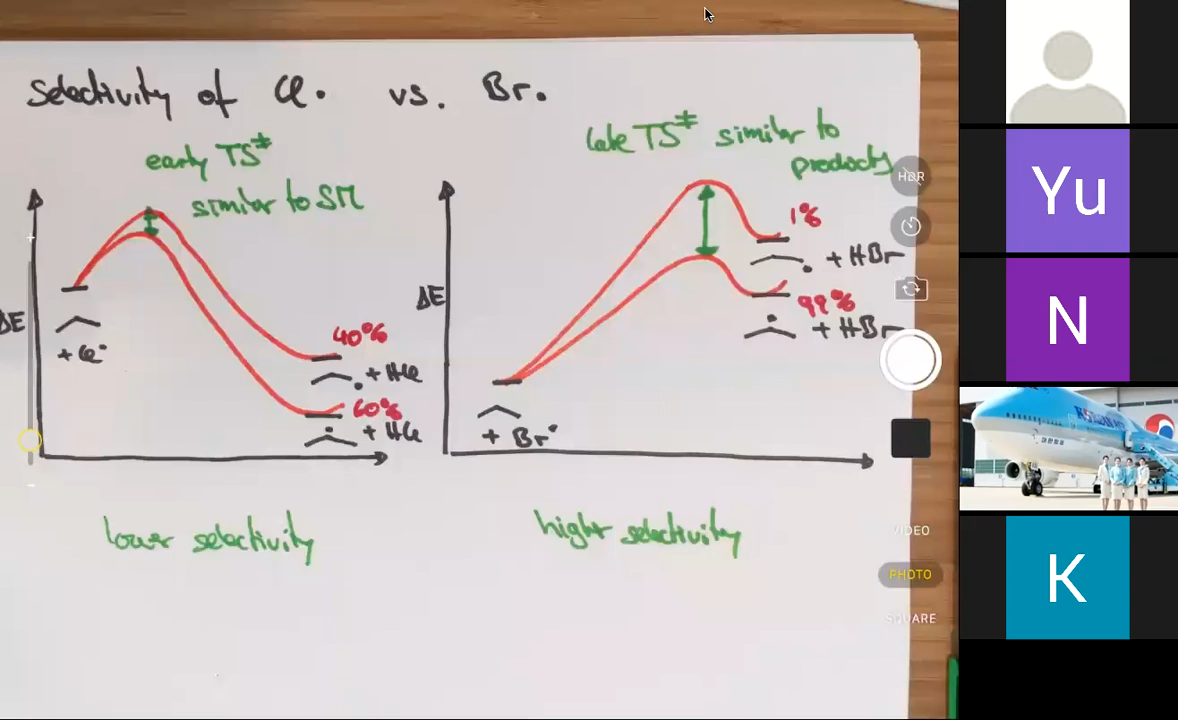 Selectivity of Cl· vs. Br·
early TS‡
similar to SM
ΔE
+ Cl·
40%
+ HCl
60%
+ HCl
lower selectivity
late TS‡ similar to
products
ΔE
+ Br·
1%
+ HBr
99%
+ HBr
high selectivity
HDR
VIDEO
PHOTO
SQUARE
Yu
N
K